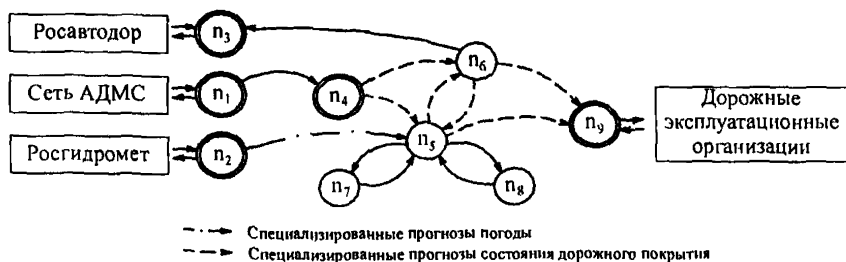 Росавтодор
n3
n6
Сеть АДМС
n1
n4
n9
Дорожные
эксплуатационные
организации
Росгидромет
n2
n5
n7
n8
Специализированные прогнозы погоды
Специализированные прогнозы состояния дорожного покрытия